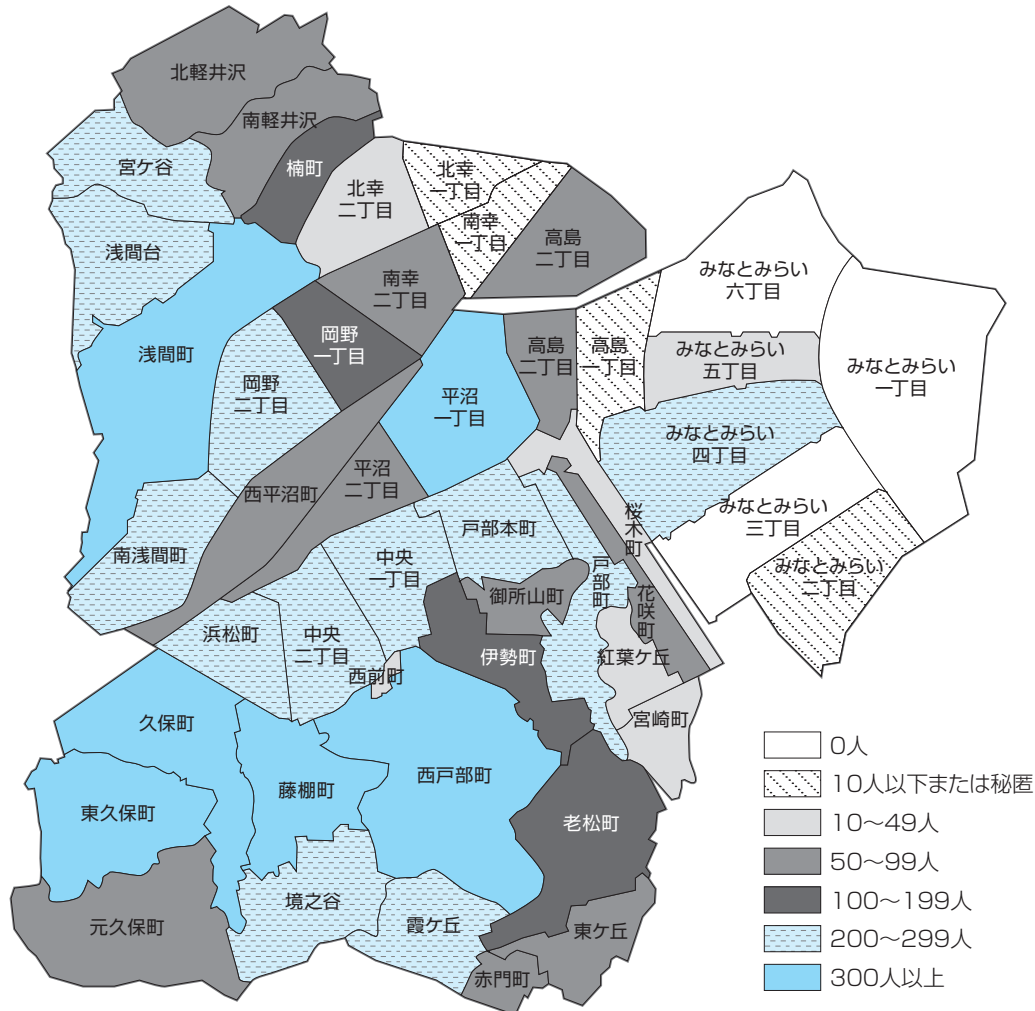 北軽井沢
南軽井沢
宮ケ谷
楠町
北幸
二丁目
北幸
一丁目
南幸
一丁目
高島
二丁目
浅間台
南幸
二丁目
みなとみらい
六丁目
浅間町
岡野
一丁目
岡野
二丁目
平沼
一丁目
高島
二丁目
高島
一丁目
みなとみらい
五丁目
みなとみらい
一丁目
みなとみらい
四丁目
西平沼町
平沼
二丁目
桜木町
みなとみらい
三丁目
南浅間町
中央
一丁目
戸部本町
戸部町
みなとみらい
二丁目
御所山町
花咲町
浜松町
中央
二丁目
西前町
伊勢町
紅葉ケ丘
宮崎町
久保町
東久保町
藤棚町
西戸部町
老松町
元久保町
境之谷
霞ケ丘
東ケ丘
赤門町
0人
10人以下または秘匿
10～49人
50～99人
100～199人
200～299人
300人以上